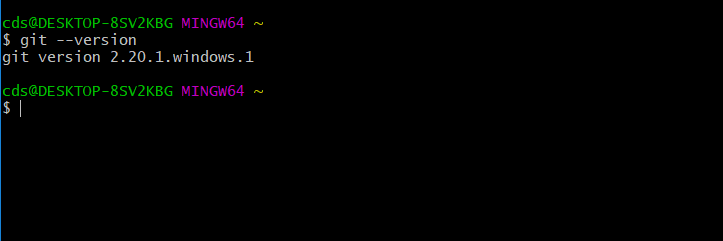 cds@DESKTOP-8SV2KBG MINGW64 ~
$ git --version
git version 2.20.1.windows.1
cds@DESKTOP-8SV2KBG MINGW64 ~
$